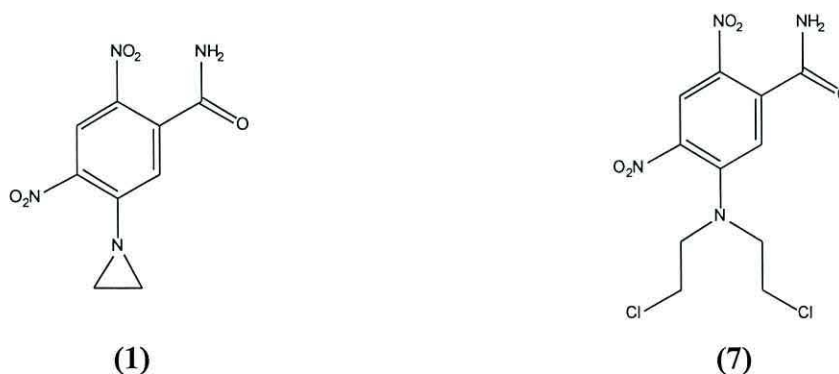 NO₂ NH₂
O
O₂N
N
(1)
NO₂ NH₂
O₂N
N
Cl Cl
(7)